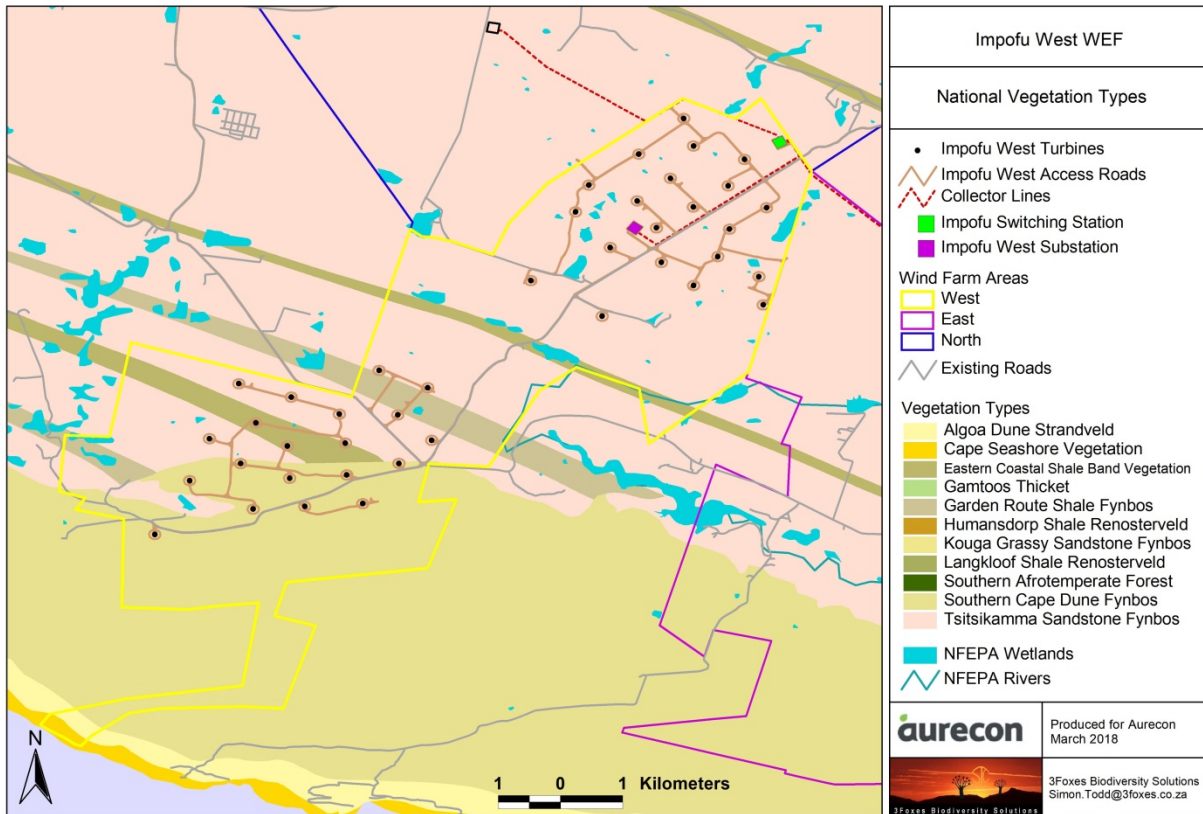 Impofu West WEF
National Vegetation Types
Impofu West Turbines
Impofu West Access Roads
Collector Lines
Impofu Switching Station
Impofu West Substation
Wind Farm Areas
West
East
North
Existing Roads
Vegetation Types
Algoa Dune Strandveld
Cape Seashore Vegetation
Eastern Coastal Shale Band Vegetation
Gamtoos Thicket
Garden Route Shale Fynbos
Humansdorp Shale Renosterveld
Kouga Grassy Sandstone Fynbos
Langkloof Shale Renosterveld
Southern Afrotemperate Forest
Southern Cape Dune Fynbos
Tsitsikamma Sandstone Fynbos
NFEPA Wetlands
NFEPA Rivers
N
1 0 1 Kilometers
aurecon
Produced for Aurecon
March 2018
3Foxes Biodiversity Solutions
3Foxes Biodiversity Solutions
Simon.Todd@3foxes.co.za